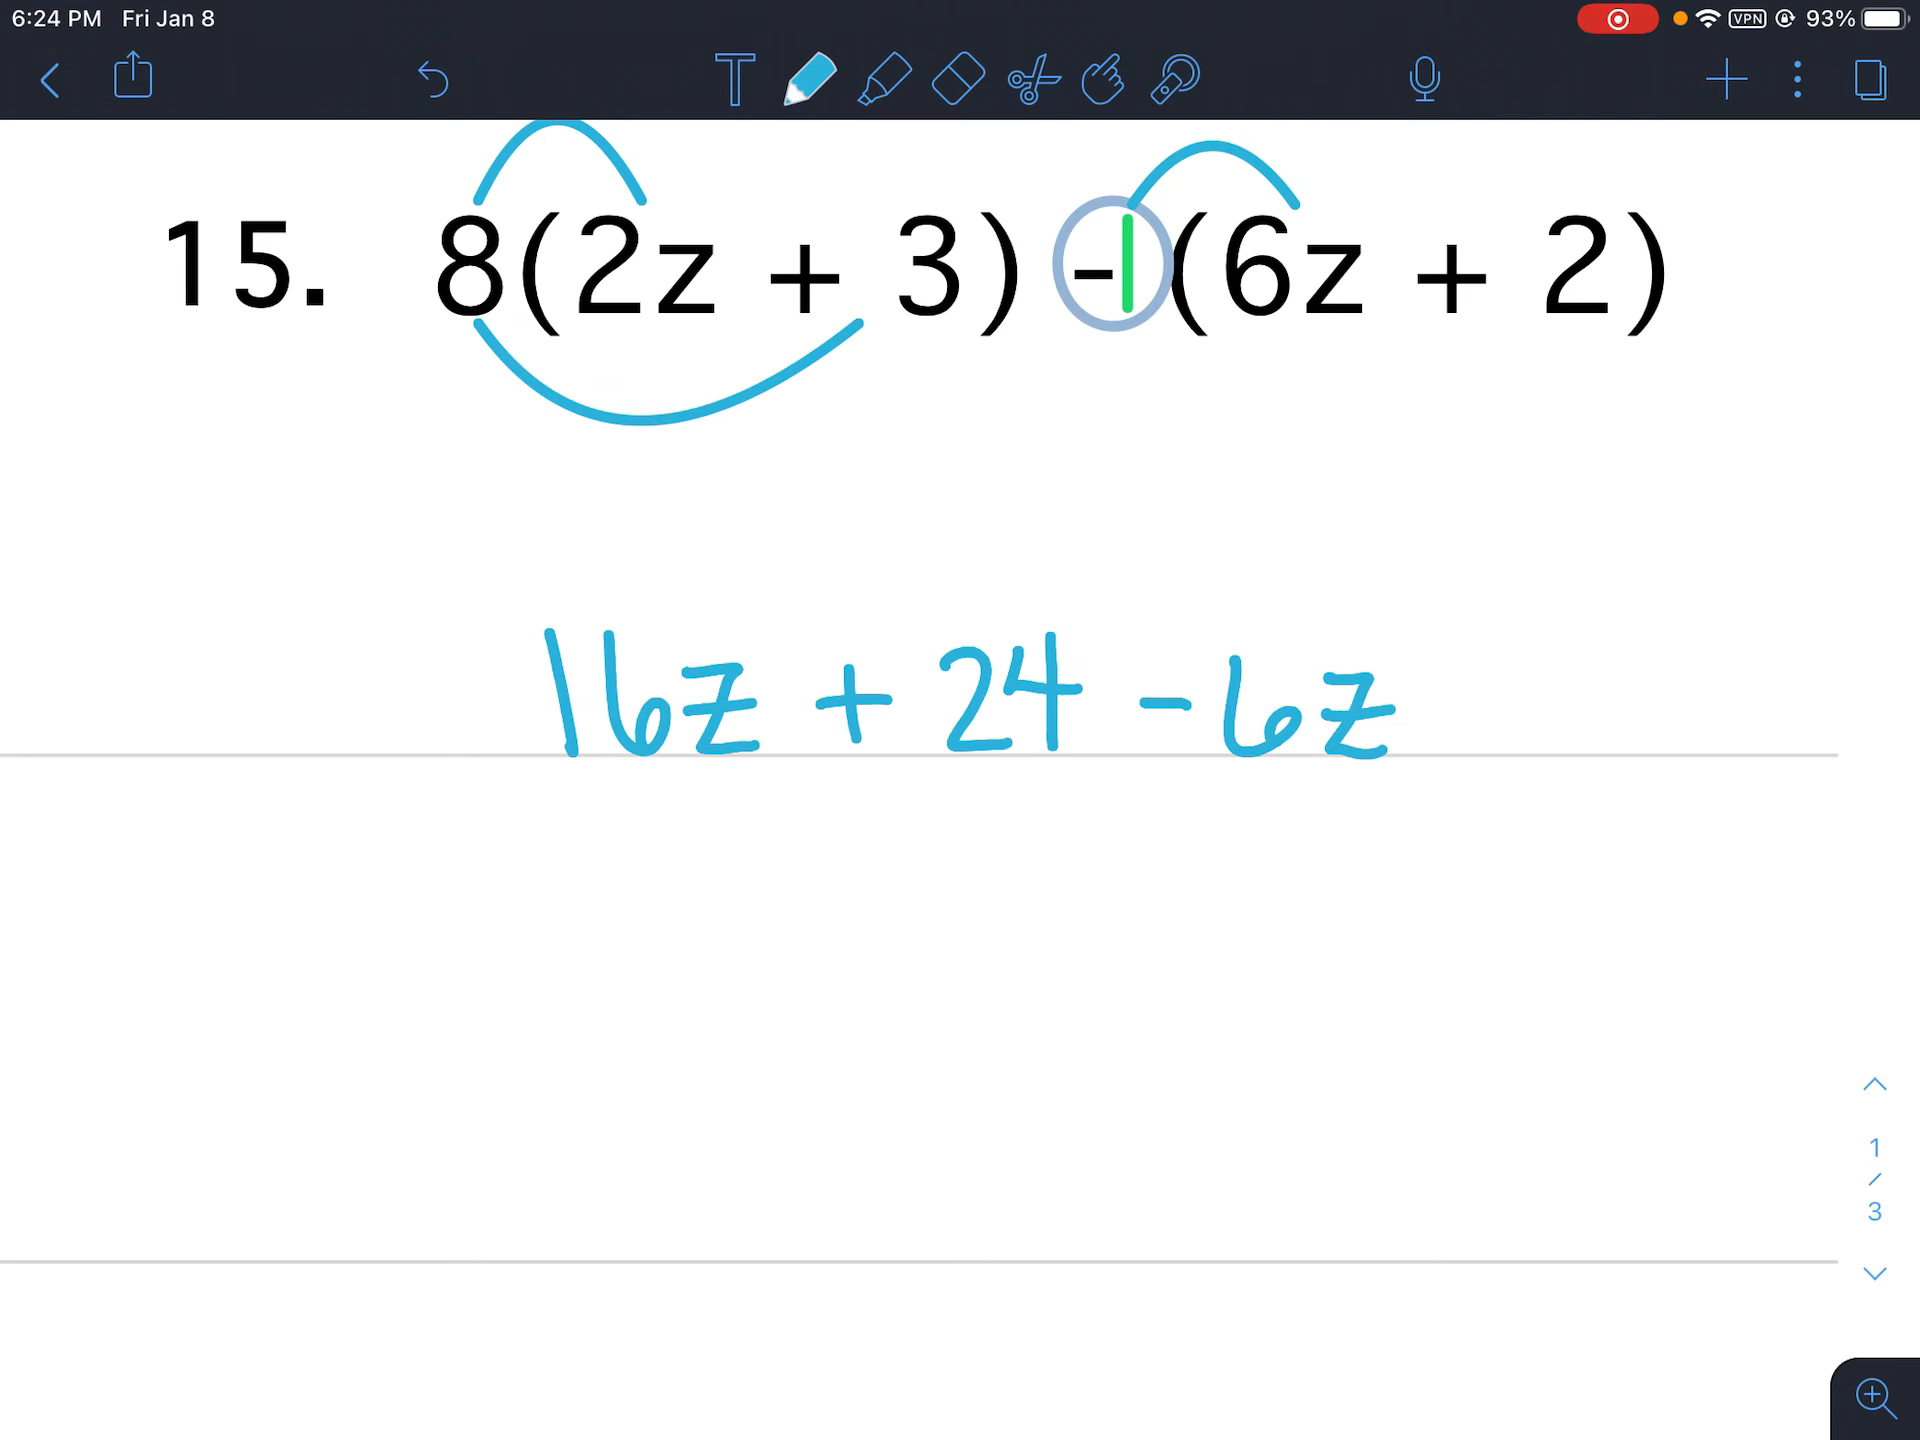 6:24 PM Fri Jan 8 VPN 93%
T
15. 8(2z + 3) -1(6z + 2)
16z + 24 - 6z
1
/
3